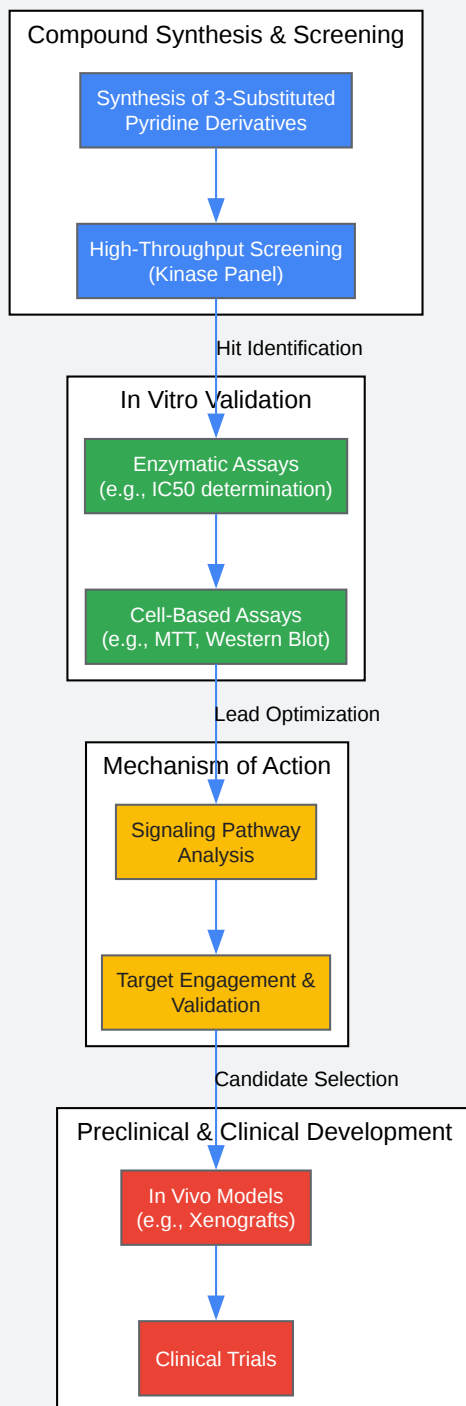 Compound Synthesis & Screening
Synthesis of 3-Substituted
Pyridine Derivatives
High-Throughput Screening
(Kinase Panel)
Hit Identification
In Vitro Validation
Enzymatic Assays
(e.g., IC50 determination)
Cell-Based Assays
(e.g., MTT, Western Blot)
Lead Optimization
Mechanism of Action
Signaling Pathway
Analysis
Target Engagement &
Validation
Candidate Selection
Preclinical & Clinical Development
In Vivo Models
(e.g., Xenografts)
Clinical Trials